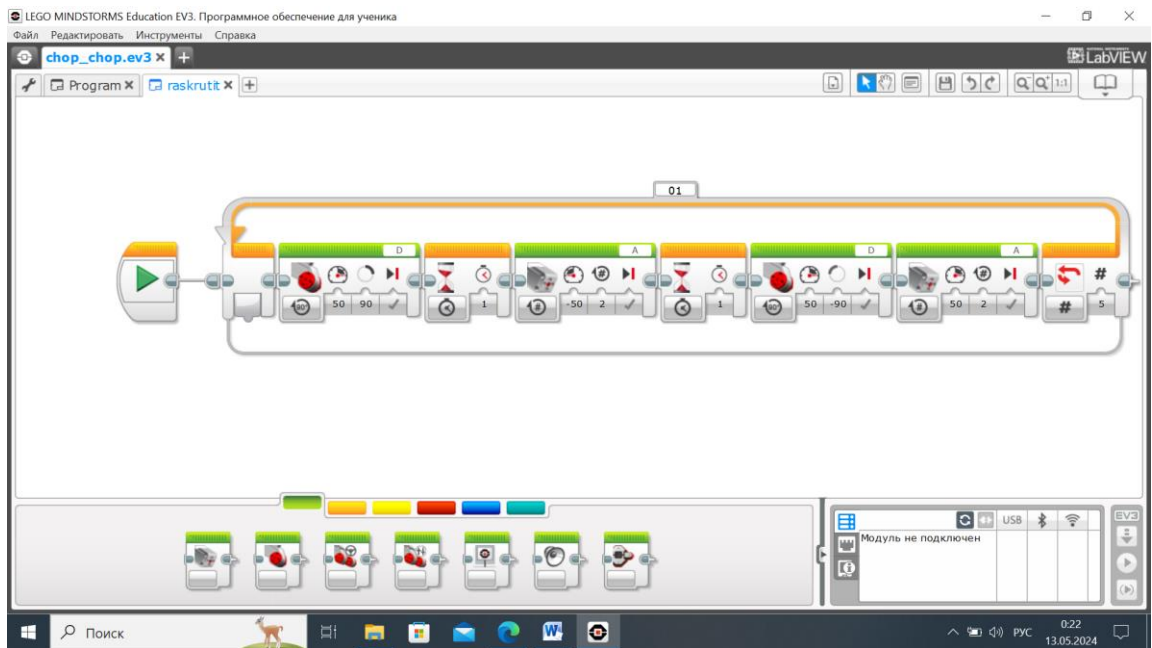 LEGO MINDSTORMS Education EV3. Программное обеспечение для ученика
Файл Редактировать Инструменты Справка
chop_chop.ev3 × +
LabVIEW
Program × raskrutit × +
1:1
01
D A D A
#
50 90 1 -50 2 1 50 -90 50 2 # 5
USB
EV3
Модуль не подключен
Поиск
РУС
0:22
13.05.2024